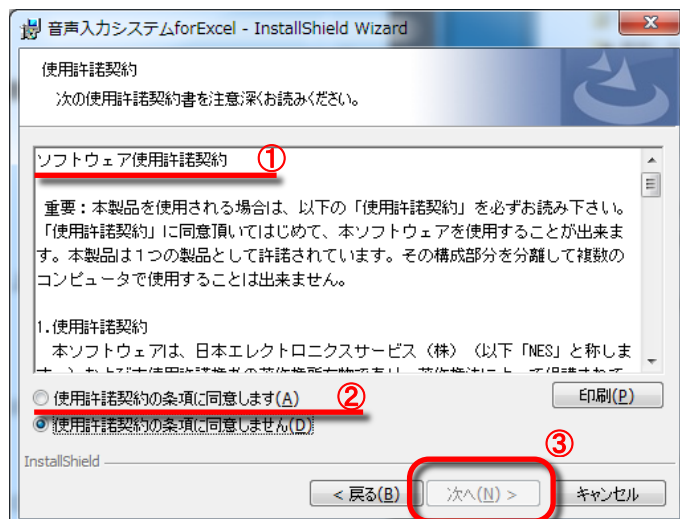 音声入力システムforExcel - InstallShield Wizard
使用許諾契約
次の使用許諾契約書を注意深くお読みください。
ソフトウェア使用許諾契約 ①
重要：本製品を使用される場合は、以下の「使用許諾契約」を必ずお読み下さい。
「使用許諾契約」に同意頂いてはじめて、本ソフトウェアを使用することが出来ま
す。本製品は１つの製品として許諾されています。その構成部分を分離して複数の
コンピュータで使用することは出来ません。
1.使用許諾契約
本ソフトウェアは、日本エレクトロニクスサービス（株）（以下「NES」と称しま
使用許諾契約の条項に同意します(A) ②
印刷(P)
使用許諾契約の条項に同意しません(D)
③
InstallShield
< 戻る(B)
次へ(N) >
キャンセル